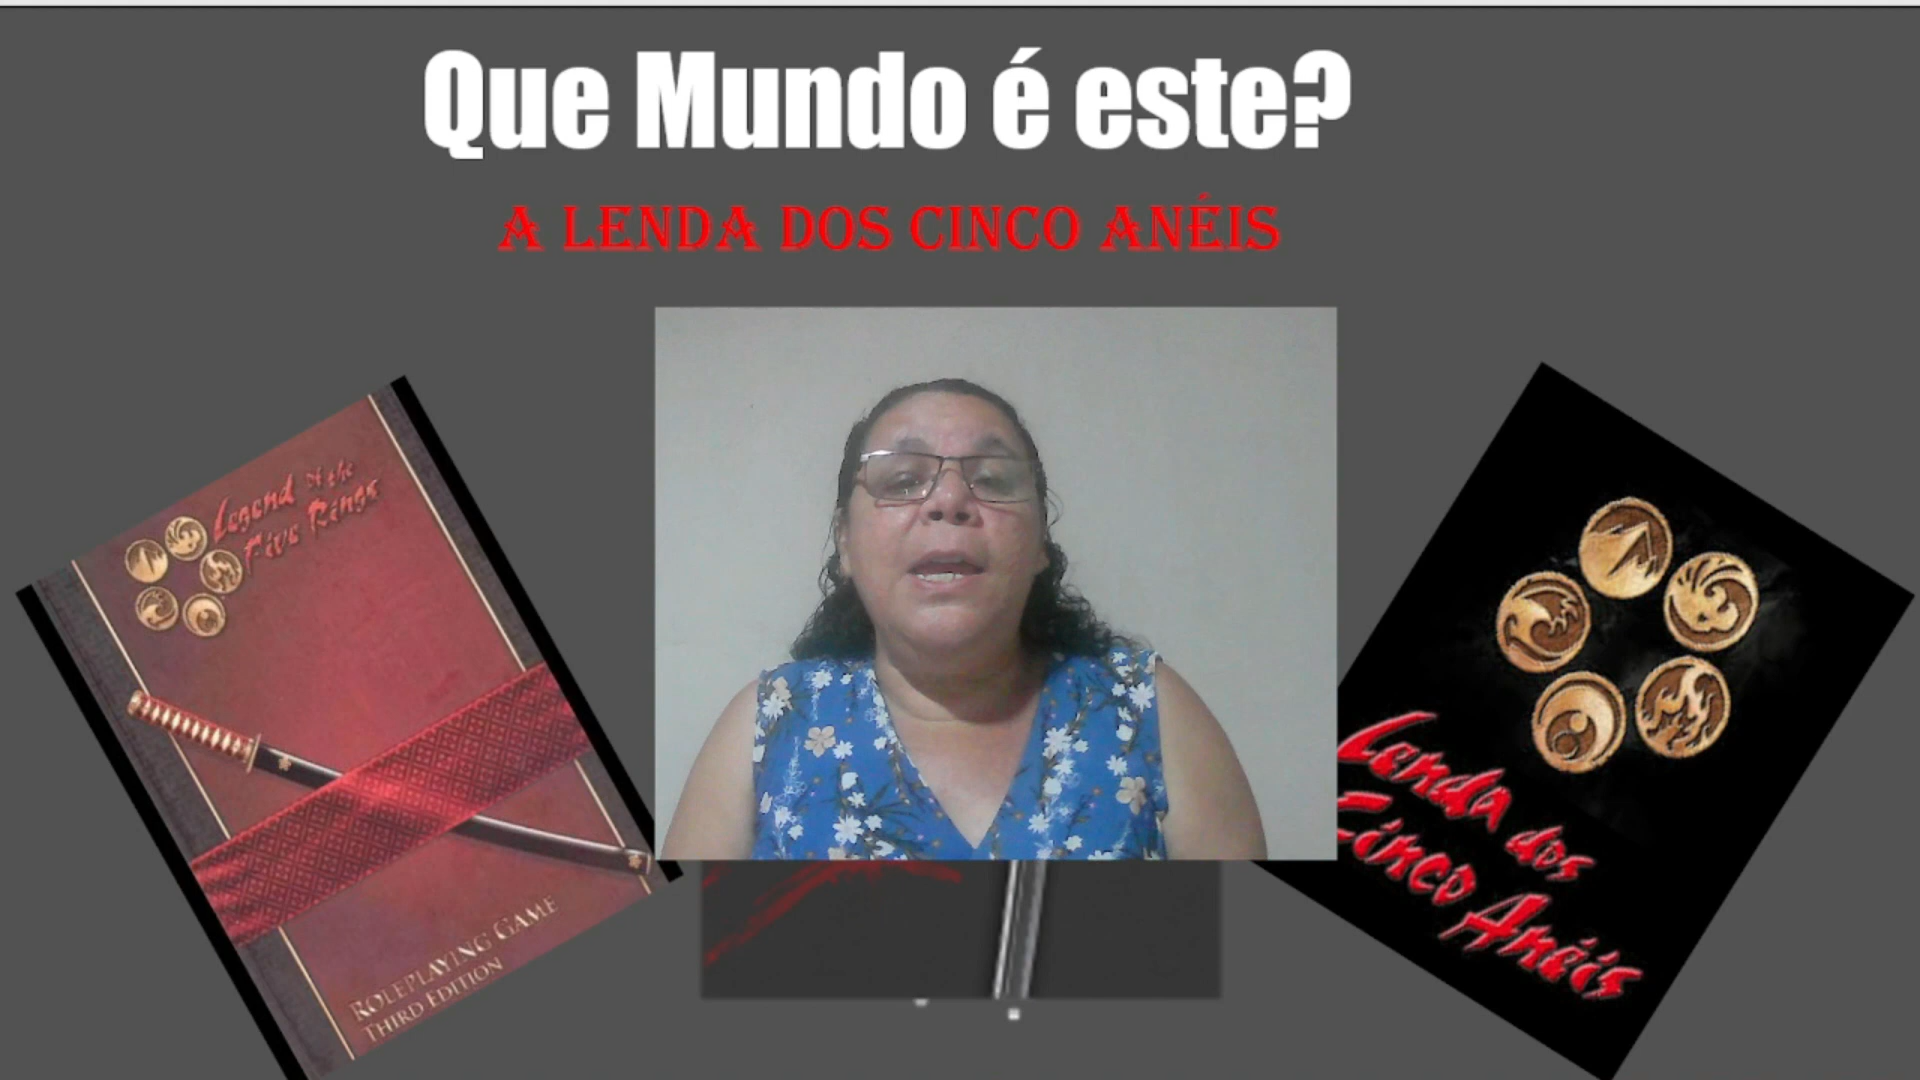 Que Mundo é este?
A LENDA DOS CINCO ANÉIS
Legend of the
Five Rings
ROLEPLAYING GAME
THIRD EDITION
Lenda dos
Cinco Anéis